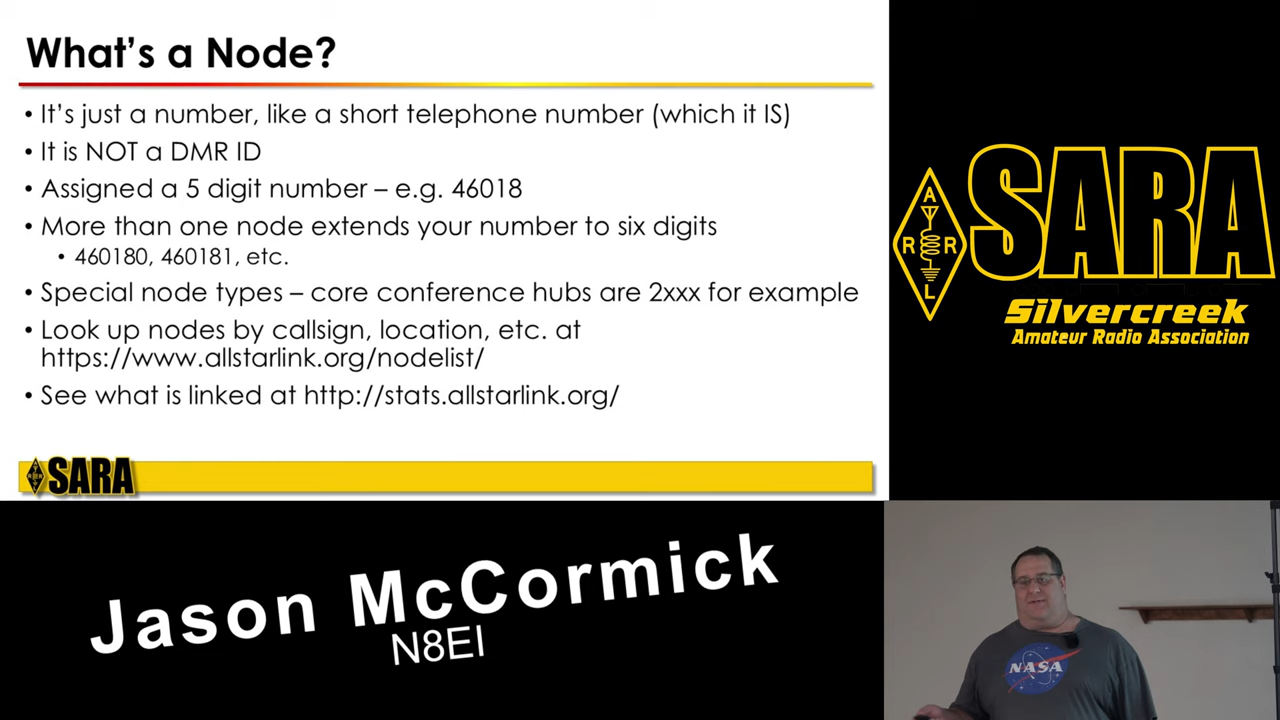 What's a Node?
• It's just a number, like a short telephone number (which it IS)
• It is NOT a DMR ID
• Assigned a 5 digit number – e.g. 46018
• More than one node extends your number to six digits
• 460180, 460181, etc.
• Special node types – core conference hubs are 2xxx for example
• Look up nodes by callsign, location, etc. at
https://www.allstarlink.org/nodelist/
• See what is linked at http://stats.allstarlink.org/
SARA
A
R R
L
SARA
Silvercreek
Amateur Radio Association
Jason McCormick
N8EI
NASA